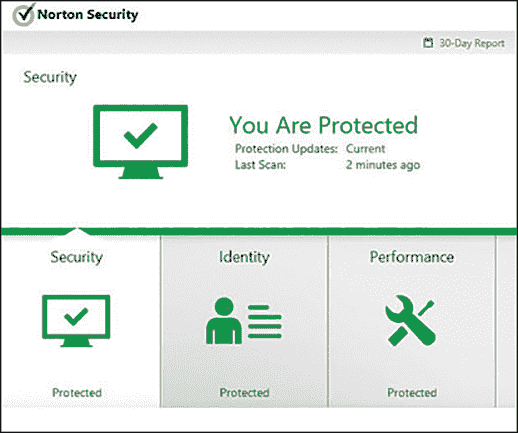 Norton Security
30-Day Report
Security
You Are Protected
Protection Updates: Current
Last Scan: 2 minutes ago
Security Identity Performance
Protected Protected Protected